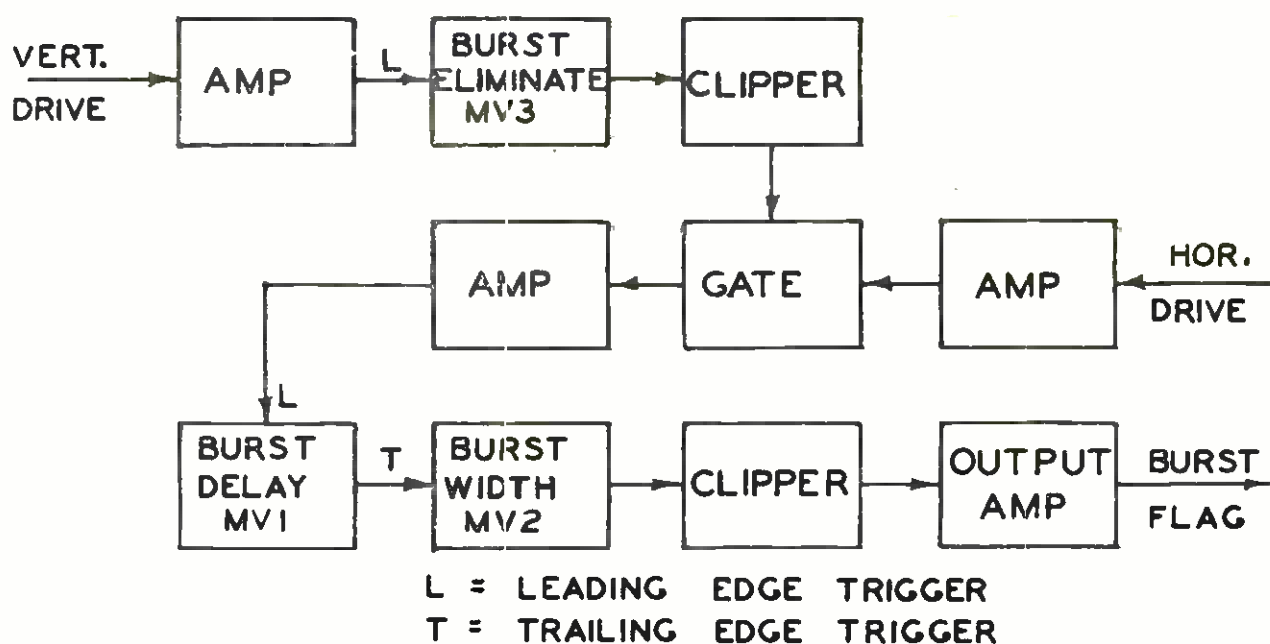 VERT.
DRIVE
AMP
L
BURST
ELIMINATE
MV3
CLIPPER
AMP
GATE
AMP
HOR.
DRIVE
L
BURST
DELAY
MV1
T
BURST
WIDTH
MV2
CLIPPER
OUTPUT
AMP
BURST
FLAG
L = LEADING EDGE TRIGGER
T = TRAILING EDGE TRIGGER